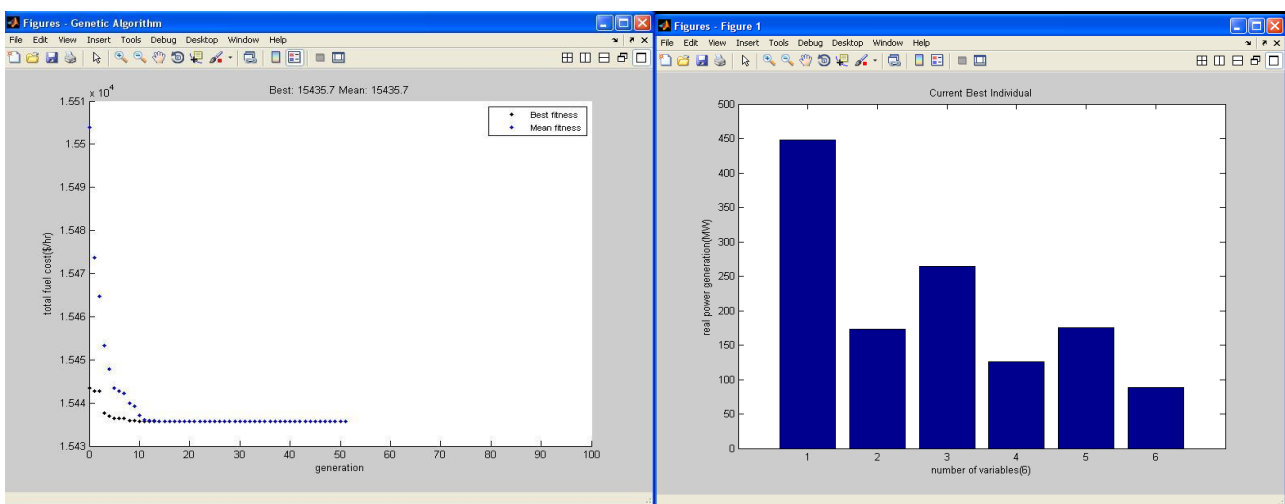 Figures - Genetic Algorithm
File Edit View Insert Tools Debug Desktop Window Help
Best: 15435.7 Mean: 15435.7
x 10^4
1.551
1.55
1.549
1.548
1.547
1.546
1.545
1.544
1.543
total fuel cost($/hr)
Best fitness
Mean fitness
0 10 20 30 40 50 60 70 80 90 100
generation
Figures - Figure 1
File Edit View Insert Tools Debug Desktop Window Help
Current Best Individual
500
450
400
350
300
250
200
150
100
50
0
real power generation(MW)
1 2 3 4 5 6
number of variables(6)